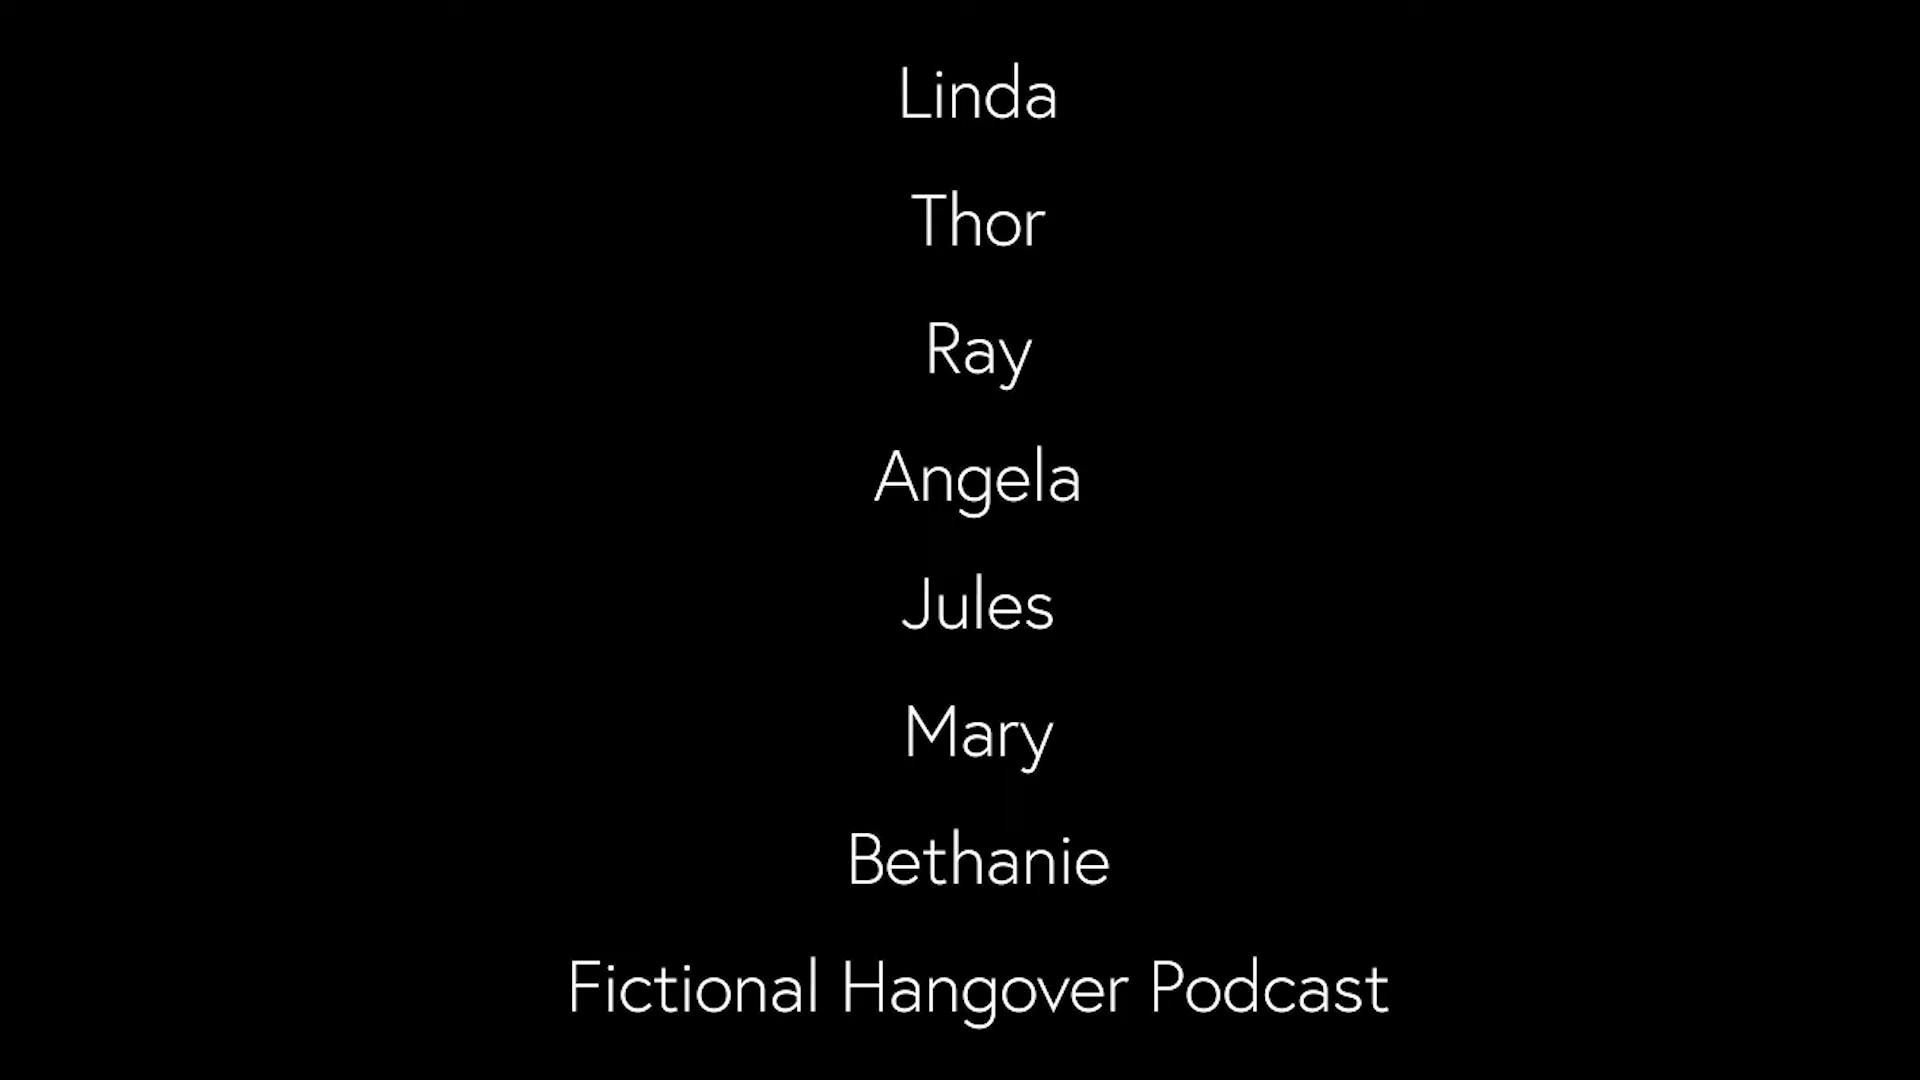 Linda
Thor
Ray
Angela
Jules
Mary
Bethanie
Fictional Hangover Podcast